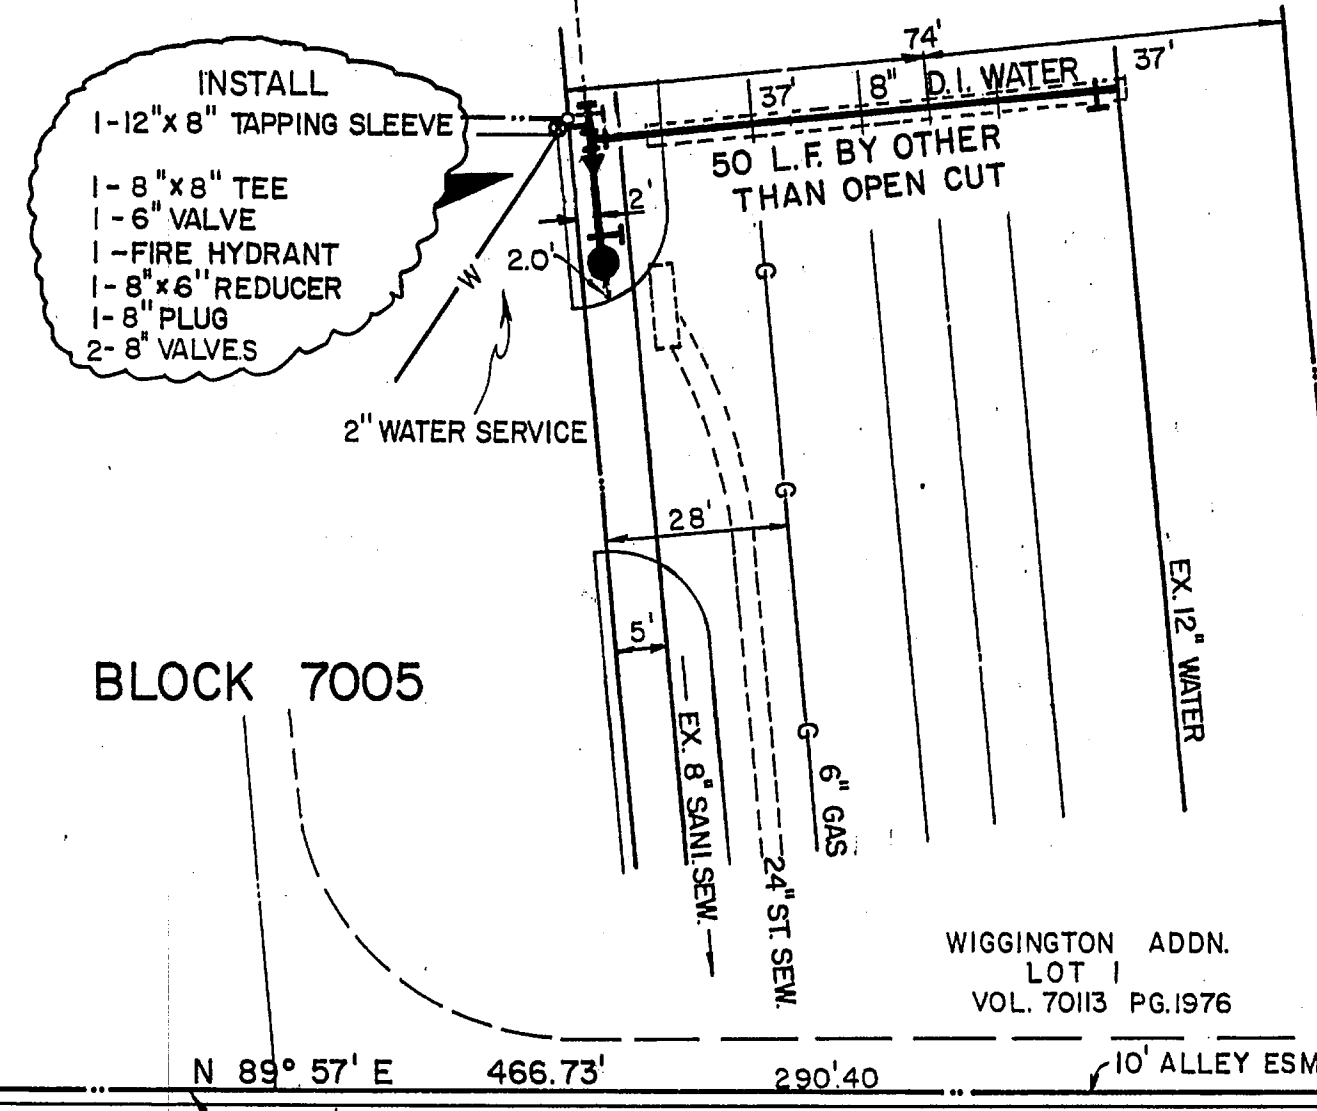 74'
37'
INSTALL
1-12"x 8" TAPPING SLEEVE
1-8"x8" TEE
1-6" VALVE
1-FIRE HYDRANT
1-8"x6" REDUCER
1-8" PLUG
2-8" VALVES
37' 8" D.I. WATER
50 L.F. BY OTHER
THAN OPEN CUT
2'
2.0'
W
G
2" WATER SERVICE
G
28'
5'
EX. 12" WATER
BLOCK 7005
G
EX. 8" SANI. SEW.
6" GAS
24" ST. SEW.
WIGGINGTON ADDN.
LOT 1
VOL. 70113 PG.1976
N 89° 57' E 466.73' 290.40
10' ALLEY ESM